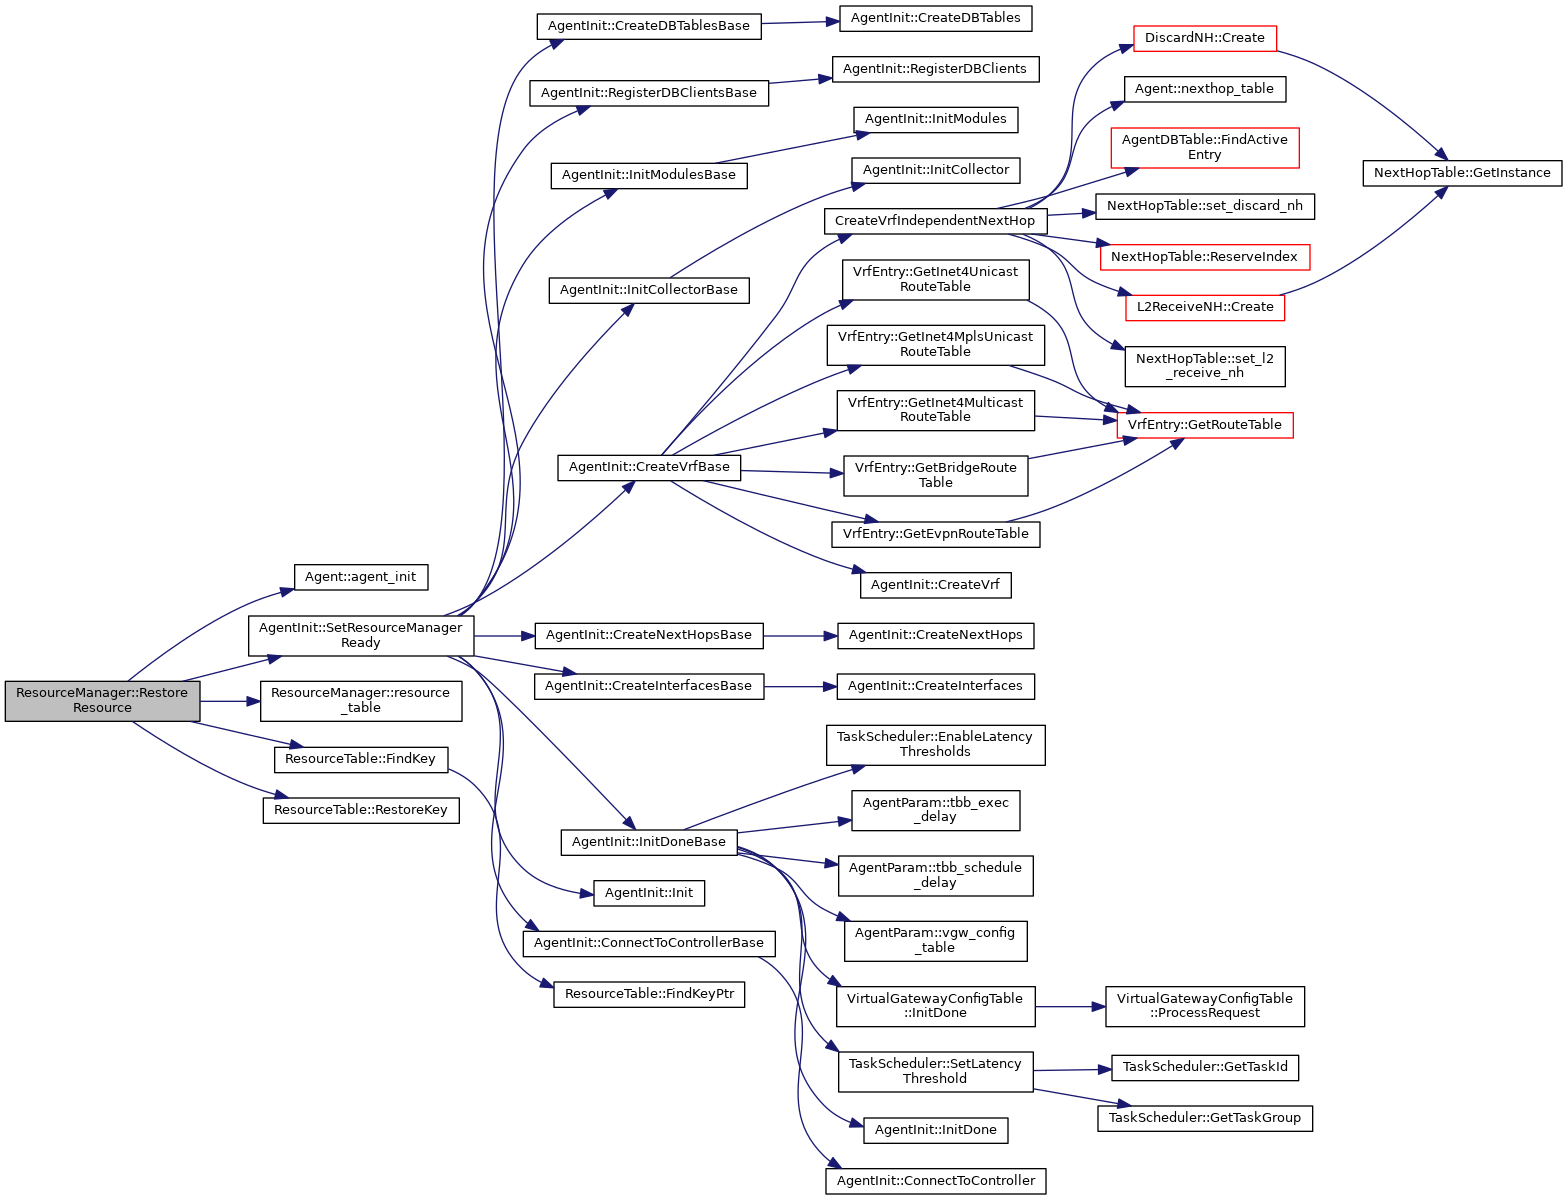 AgentInit::CreateDBTablesBase
AgentInit::CreateDBTables
AgentInit::RegisterDBClientsBase
AgentInit::RegisterDBClients
AgentInit::InitModulesBase
AgentInit::InitModules
AgentInit::InitCollectorBase
AgentInit::InitCollector
CreateVrfIndependentNextHop
DiscardNH::Create
Agent::nexthop_table
AgentDBTable::FindActive
Entry
NextHopTable::set_discard_nh
NextHopTable::ReserveIndex
L2ReceiveNH::Create
NextHopTable::set_l2
_receive_nh
NextHopTable::GetInstance
VrfEntry::GetInet4Unicast
RouteTable
VrfEntry::GetInet4MplsUnicast
RouteTable
VrfEntry::GetInet4Multicast
RouteTable
VrfEntry::GetRouteTable
AgentInit::CreateVrfBase
VrfEntry::GetBridgeRoute
Table
VrfEntry::GetEvpnRouteTable
AgentInit::CreateVrf
Agent::agent_init
AgentInit::SetResourceManager
Ready
AgentInit::CreateNextHopsBase
AgentInit::CreateNextHops
AgentInit::CreateInterfacesBase
AgentInit::CreateInterfaces
ResourceManager::Restore
Resource
ResourceManager::resource
_table
ResourceTable::FindKey
ResourceTable::RestoreKey
TaskScheduler::EnableLatency
Thresholds
AgentParam::tbb_exec
_delay
AgentInit::InitDoneBase
AgentParam::tbb_schedule
_delay
AgentInit::Init
AgentParam::vgw_config
_table
AgentInit::ConnectToControllerBase
ResourceTable::FindKeyPtr
VirtualGatewayConfigTable
::InitDone
VirtualGatewayConfigTable
::ProcessRequest
TaskScheduler::SetLatency
Threshold
TaskScheduler::GetTaskId
TaskScheduler::GetTaskGroup
AgentInit::InitDone
AgentInit::ConnectToController